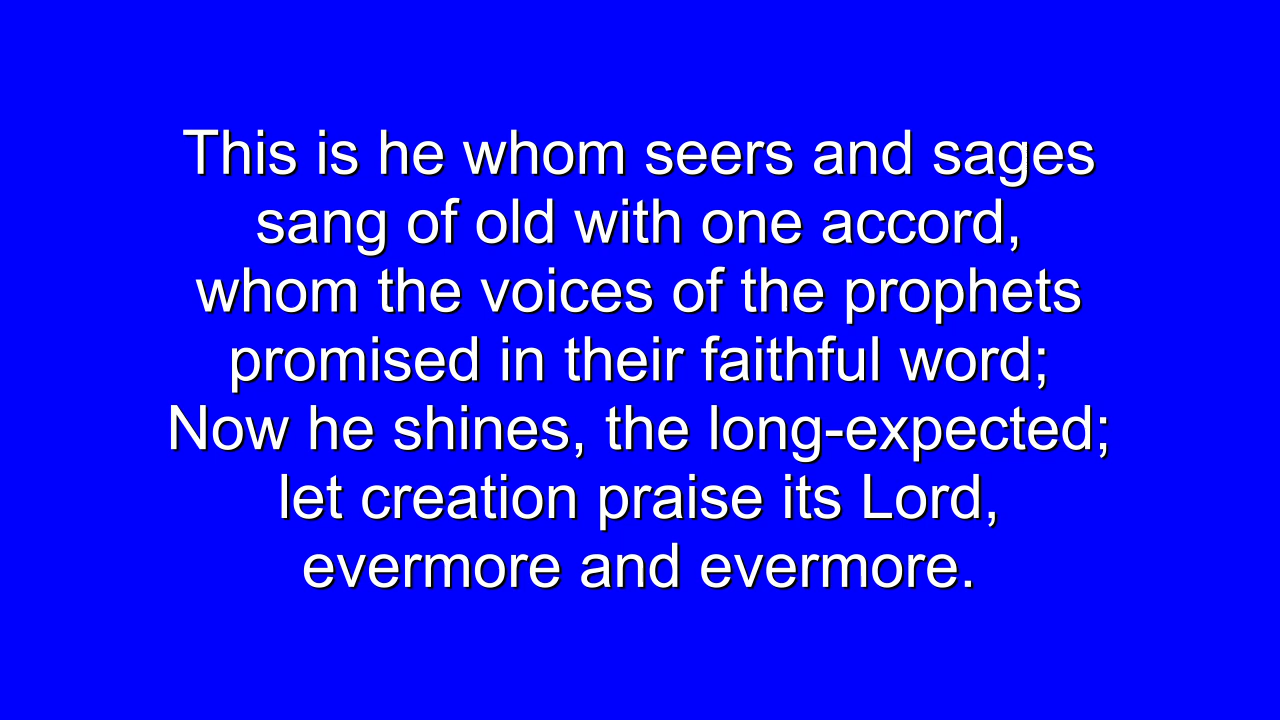 This is he whom seers and sages
sang of old with one accord,
whom the voices of the prophets
promised in their faithful word;
Now he shines, the long-expected;
let creation praise its Lord,
evermore and evermore.